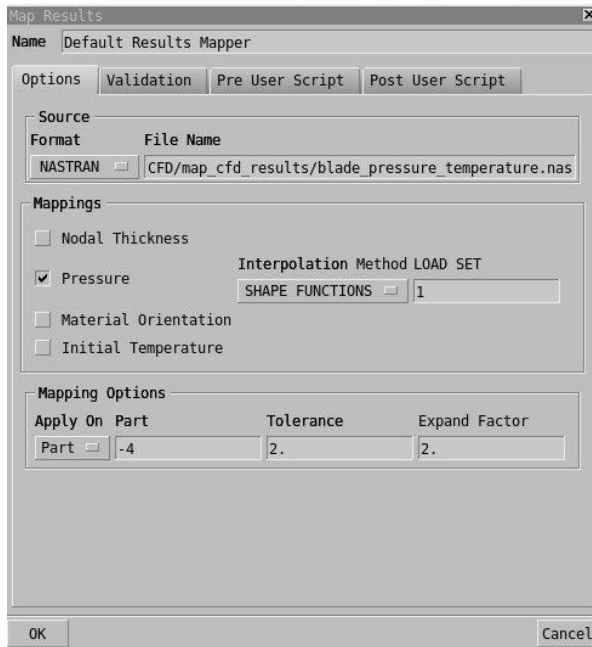 Map Results
Name Default Results Mapper
Options Validation Pre User Script Post User Script
Source
Format File Name
NASTRAN CFD/map_cfd_results/blade_pressure_temperature.nas
Mappings
Nodal Thickness
Interpolation Method LOAD SET
Pressure SHAPE FUNCTIONS 1
Material Orientation
Initial Temperature
Mapping Options
Apply On Part Tolerance Expand Factor
Part -4 2. 2.
OK Cancel